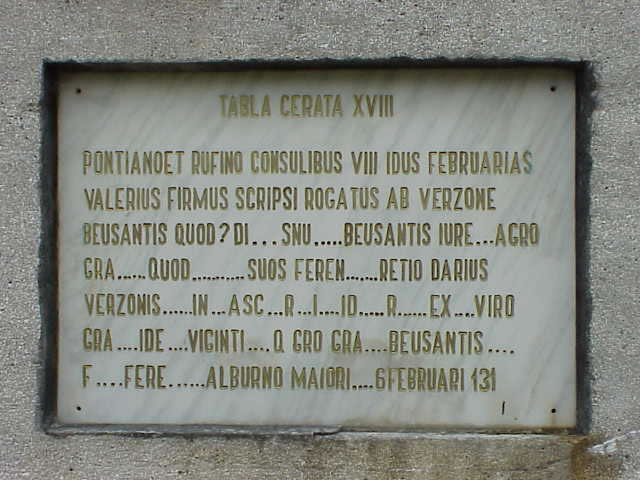 TABLA CERATA XVIII
PONTIANOET RUFINO CONSULIBUS VIII IDUS FEBRUARIAS
VALERIUS FIRMUS SCRIPSI ROGATUS AB VERZONE
BEUSANTIS QUOD?DI...SNU.....BEUSANTIS IURE...AGRO
GRA......QUOD...........SUOS FEREN.......RETIO DARIUS
VERZONIS......IN...ASC...R...I....ID.....R......EX....VIRO
GRA....IDE....VIGINTI....Q GRO GRA....BEUSANTIS....
F....FERE......ALBURNO MAIORI....6FEBRUARI 131